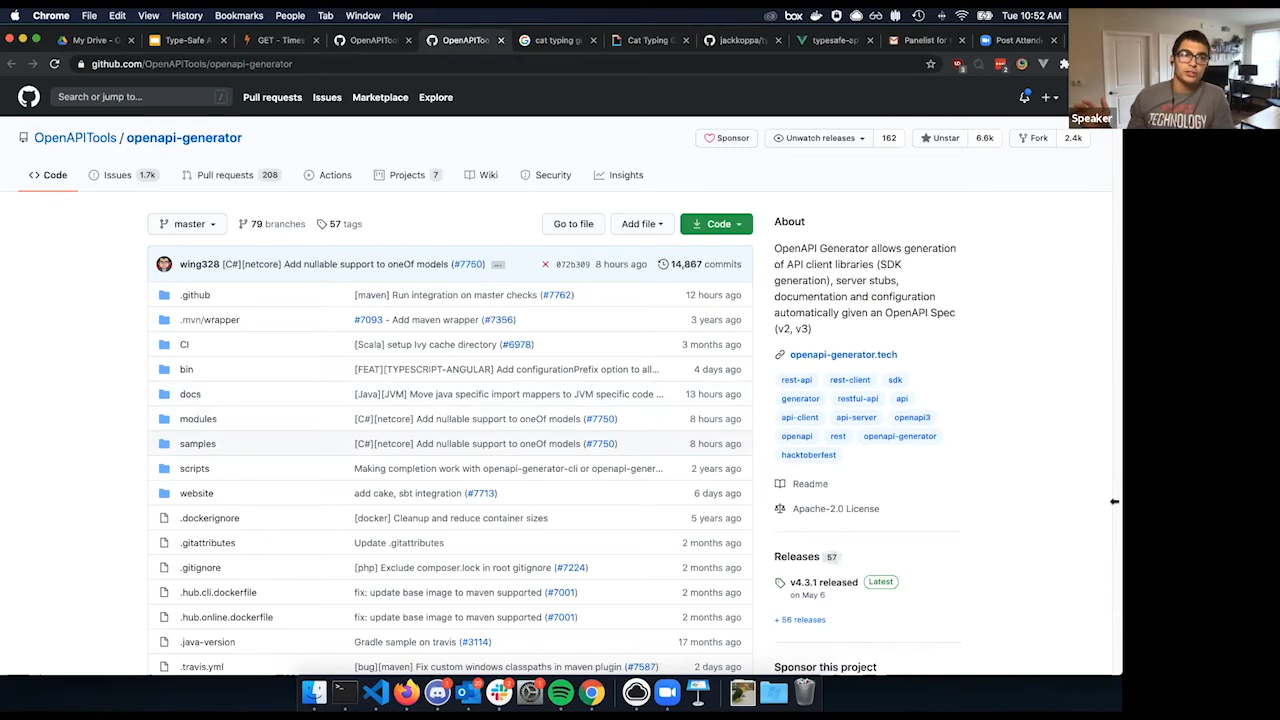 Chrome File Edit View History Bookmarks People Tab Window Help box Tue 10:52 AM
My Drive - G Type-Safe A GET - Times OpenAPIToo OpenAPIToo cat typing g Cat Typing G jackkoppa/ty typesafe-ap Panelist for Post Attend
github.com/OpenAPITools/openapi-generator
Search or jump to... / Pull requests Issues Marketplace Explore
Speaker
TECHNOLOGY
OpenAPITools / openapi-generator
Sponsor Unwatch releases 162 Unstar 6.6k Fork 2.4k
Code Issues 1.7k Pull requests 208 Actions Projects 7 Wiki Security Insights
master 79 branches 57 tags Go to file Add file Code
wing328 [C#][netcore] Add nullable support to oneOf models (#7750) ... 072b309 8 hours ago 14,867 commits
.github [maven] Run integration on master checks (#7762) 12 hours ago
.mvn/wrapper #7093 - Add maven wrapper (#7356) 3 years ago
CI [Scala] setup Ivy cache directory (#6978) 3 months ago
bin [FEAT][TYPESCRIPT-ANGULAR] Add configurationPrefix option to all... 4 days ago
docs [Java][JVM] Move java specific import mappers to JVM specific code ... 13 hours ago
modules [C#][netcore] Add nullable support to oneOf models (#7750) 8 hours ago
samples [C#][netcore] Add nullable support to oneOf models (#7750) 8 hours ago
scripts Making completion work with openapi-generator-cli or openapi-gener... 2 years ago
website add cake, sbt integration (#7713) 6 days ago
.dockerignore [docker] Cleanup and reduce container sizes 5 years ago
.gitattributes Update .gitattributes 2 months ago
.gitignore [php] Exclude composer.lock in root gitignore (#7224) 2 months ago
.hub.cli.dockerfile fix: update base image to maven supported (#7001) 2 months ago
.hub.online.dockerfile fix: update base image to maven supported (#7001) 2 months ago
.java-version Gradle sample on travis (#3114) 17 months ago
.travis.yml [bug][maven] Fix custom windows classpaths in maven plugin (#7587) 2 days ago
About
OpenAPI Generator allows generation
of API client libraries (SDK
generation), server stubs,
documentation and configuration
automatically given an OpenAPI Spec
(v2, v3)
openapi-generator.tech
rest-api rest-client sdk
generator restful-api api
api-client api-server openapi3
openapi rest openapi-generator
hacktoberfest
Readme
Apache-2.0 License
Releases 57
v4.3.1 released Latest
on May 6
+ 56 releases
Sponsor this project